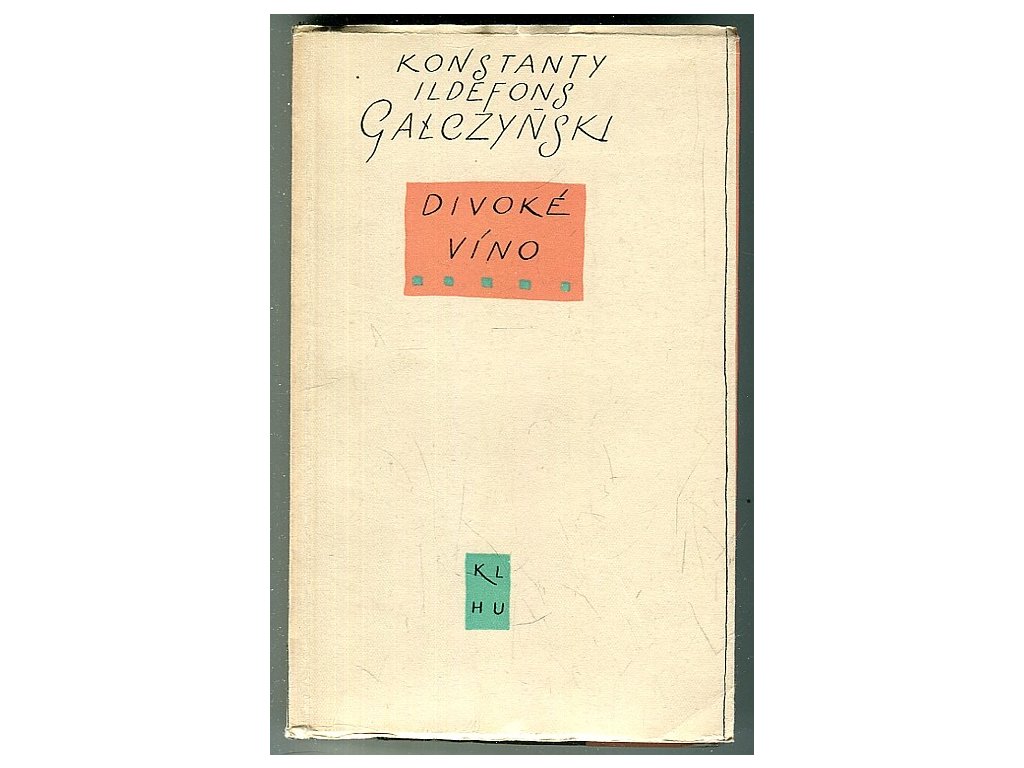 KONSTANTY
ILDEFONS
GAŁCZYŃSKI
DIVOKÉ
VÍNO
KL
HU